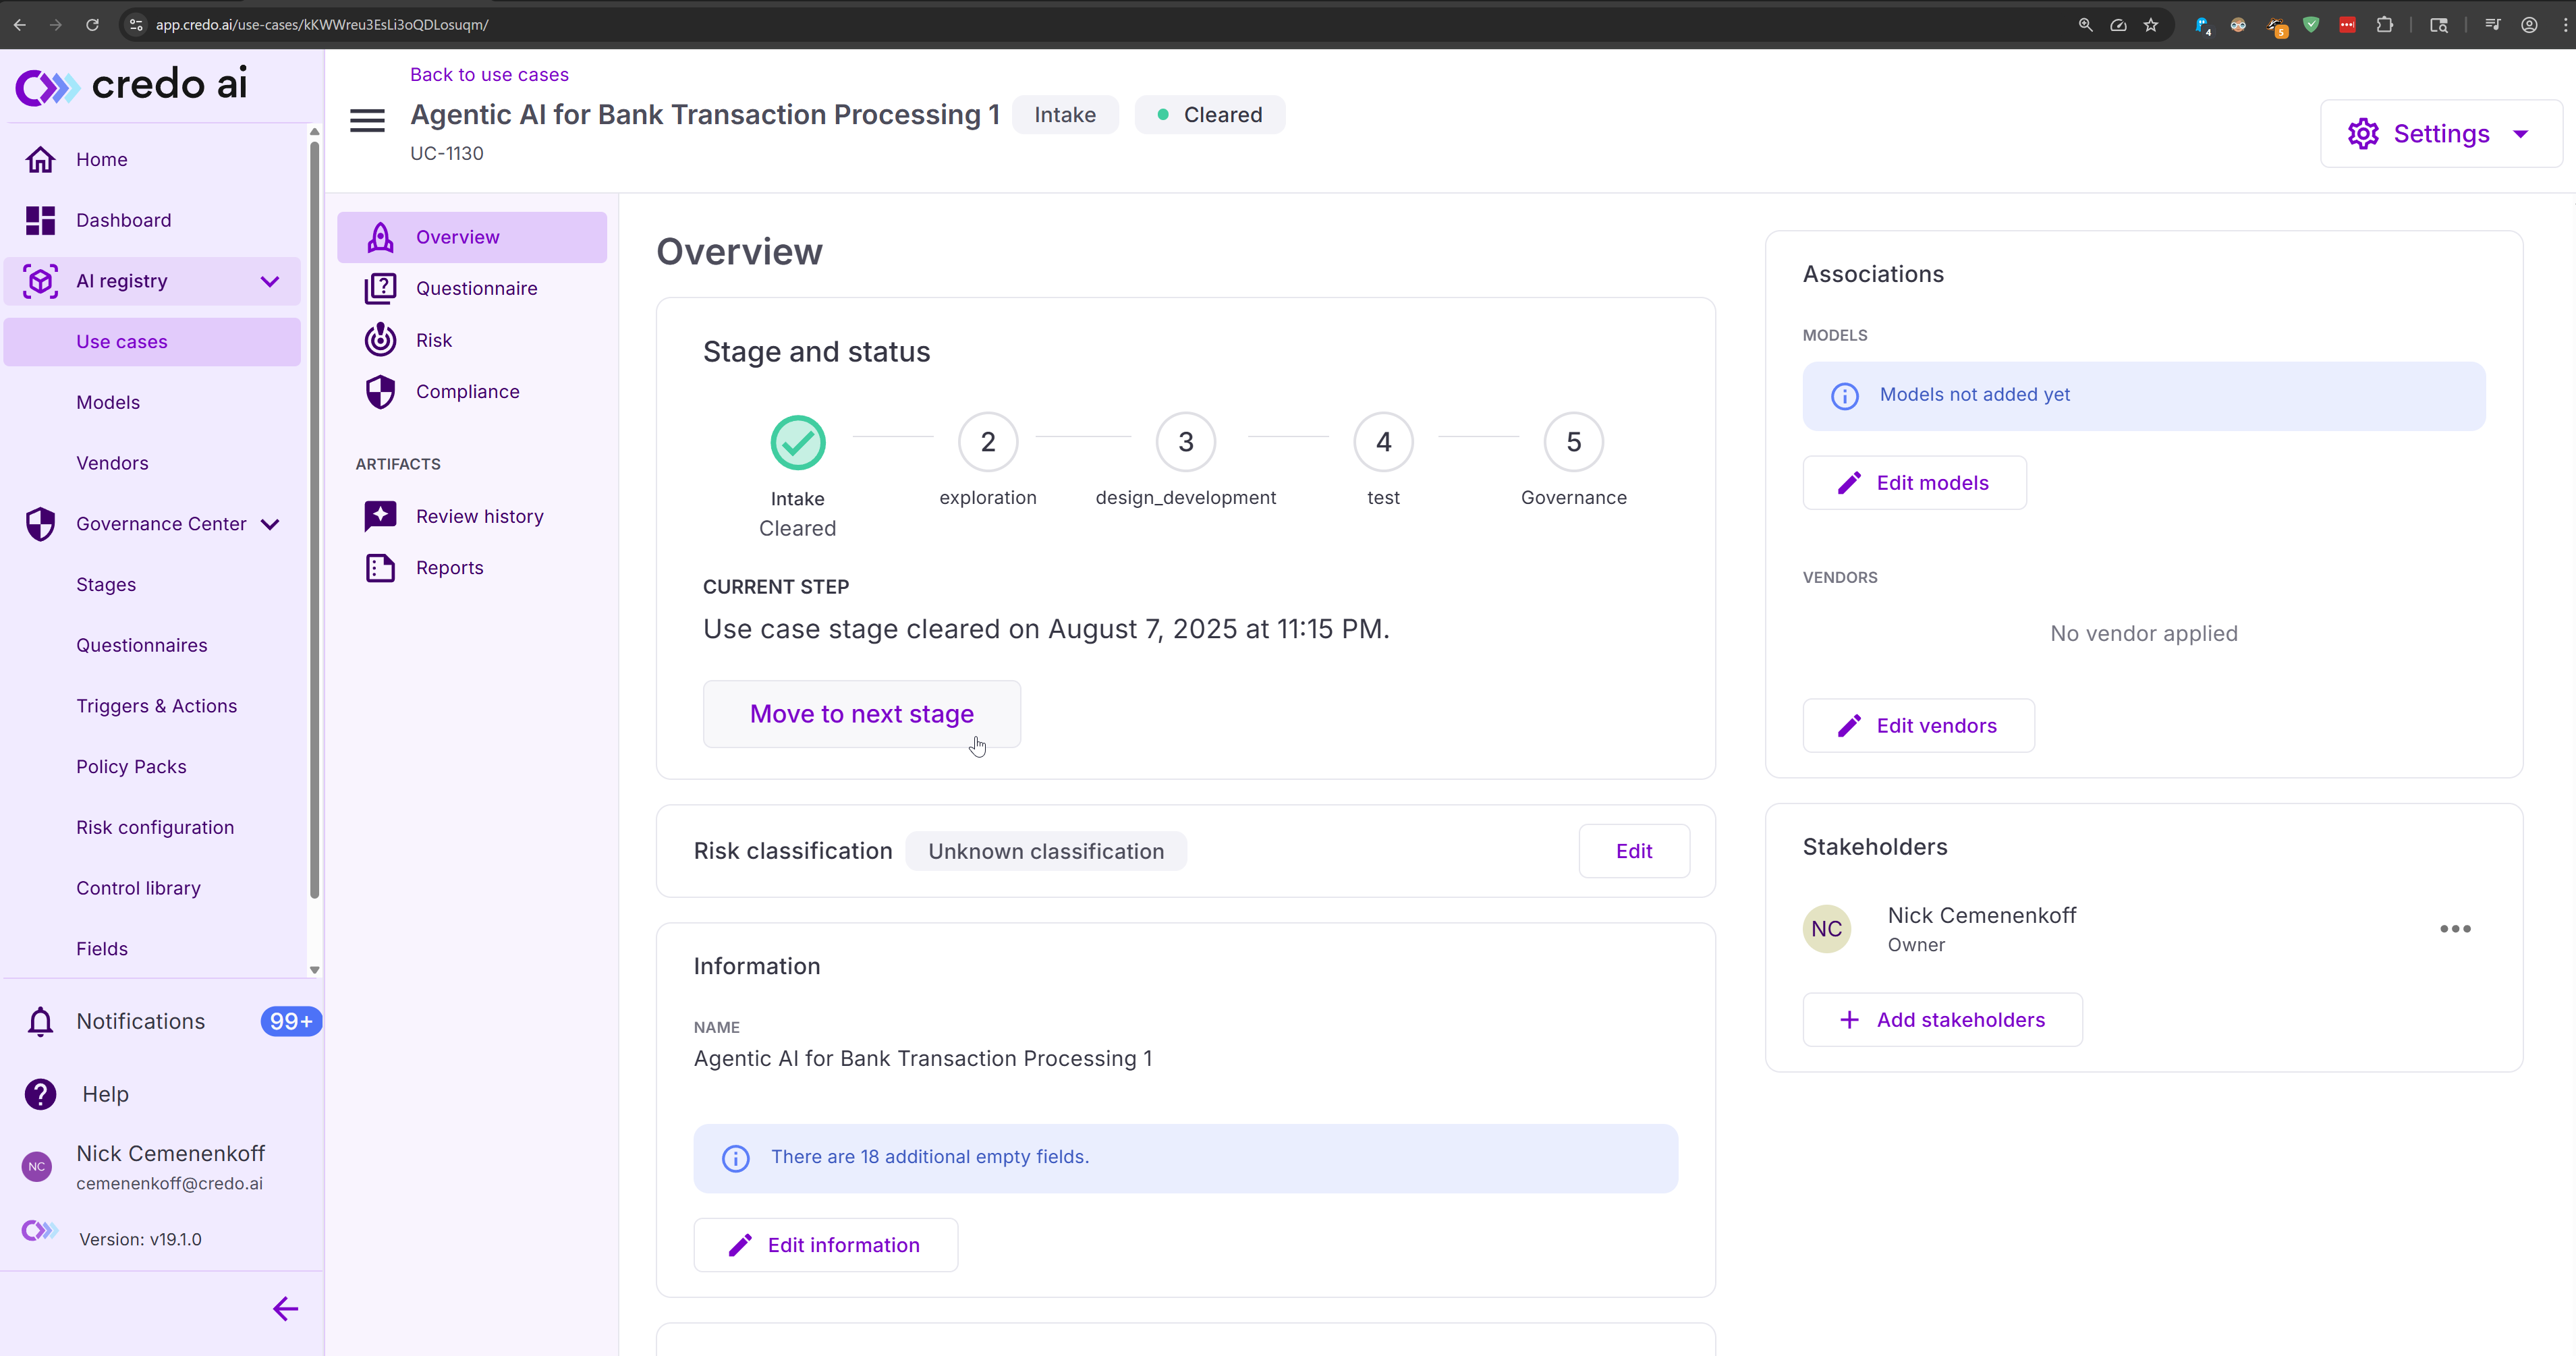 app.credo.ai/use-cases/kKWWreu3EsLi3oQDLosuqm/
4
5
credo ai
Home
Dashboard
AI registry
Use cases
Models
Vendors
Governance Center
Stages
Questionnaires
Triggers & Actions
Policy Packs
Risk configuration
Control library
Fields
Notifications 99+
Help
NC
Nick Cemenenkoff
cemenenkoff@credo.ai
Version: v19.1.0
Back to use cases
Agentic AI for Bank Transaction Processing 1 Intake Cleared
UC-1130
Settings
Overview
Questionnaire
Risk
Compliance
ARTIFACTS
Review history
Reports
Overview
Stage and status
2 3 4 5
Intake exploration design_development test Governance
Cleared
CURRENT STEP
Use case stage cleared on August 7, 2025 at 11:15 PM.
Move to next stage
Risk classification Unknown classification Edit
Information
NAME
Agentic AI for Bank Transaction Processing 1
There are 18 additional empty fields.
Edit information
Associations
MODELS
Models not added yet
Edit models
VENDORS
No vendor applied
Edit vendors
Stakeholders
NC
Nick Cemenenkoff
Owner
Add stakeholders